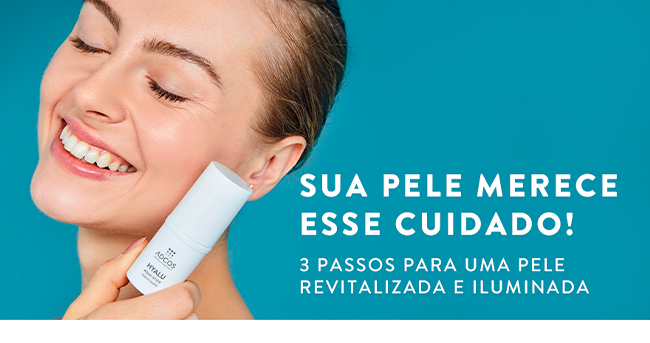 SUA PELE MERECE
ESSE CUIDADO!
3 PASSOS PARA UMA PELE
REVITALIZADA E ILUMINADA
ADCOS
HYALU